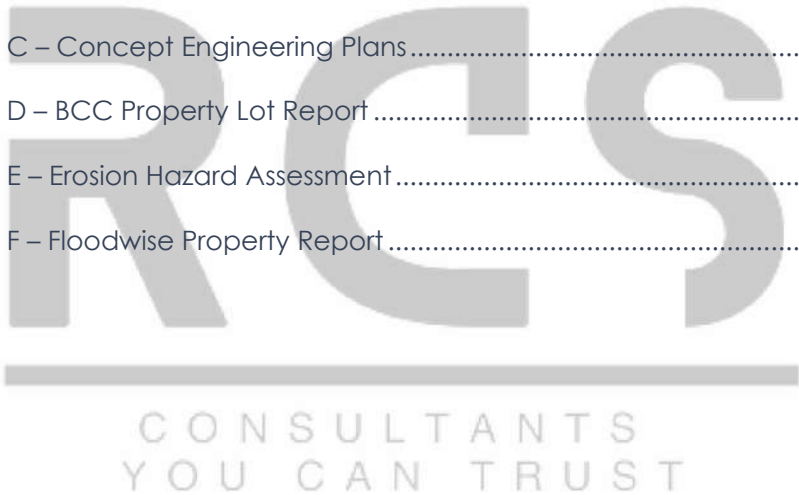 C – Concept Engineering Plans
D – BCC Property Lot Report
E – Erosion Hazard Assessment
F – Floodwise Property Report
RCS
CONSULTANTS
YOU CAN TRUST